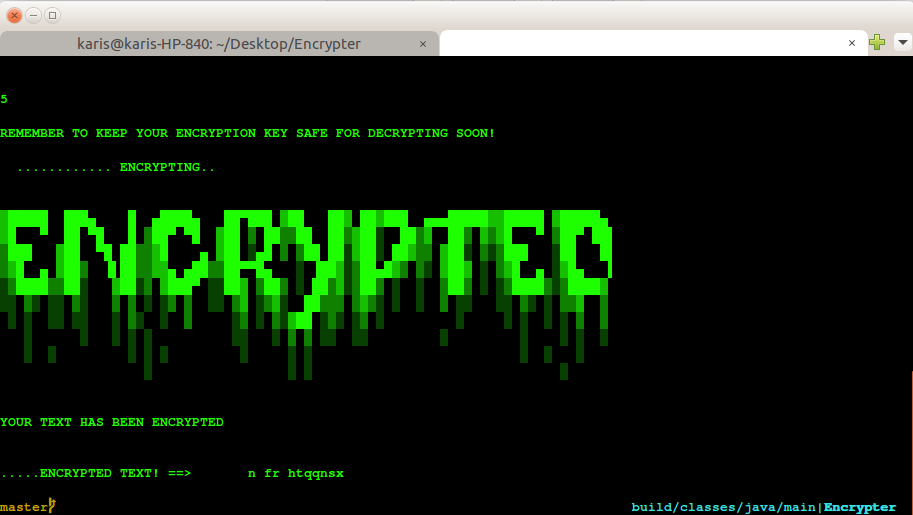 karis@karis-HP-840: ~/Desktop/Encrypter
5
REMEMBER TO KEEP YOUR ENCRYPTION KEY SAFE FOR DECRYPTING SOON!
............ ENCRYPTING..
ENCRYPTED
YOUR TEXT HAS BEEN ENCRYPTED
.....ENCRYPTED TEXT! ==> n fr htqqnsx
master build/classes/java/main|Encrypter